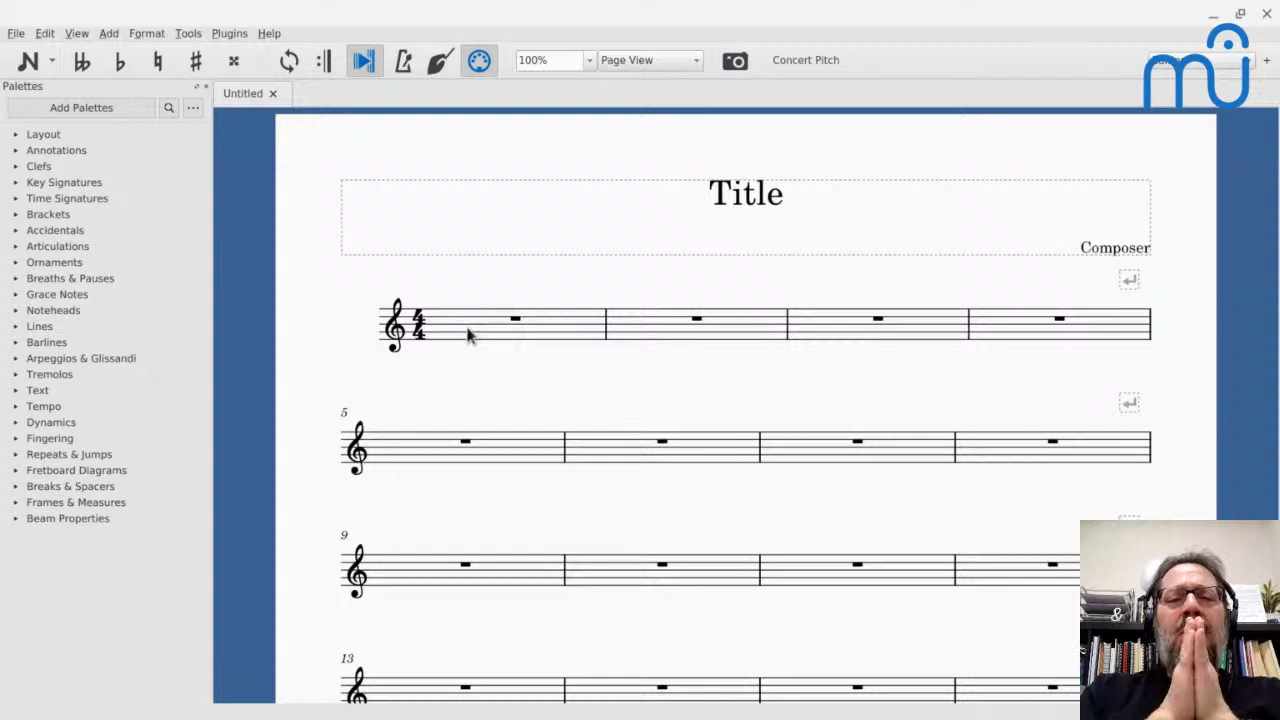 File Edit View Add Format Tools Plugins Help
100% Page View Concert Pitch
Palettes
Untitled
Add Palettes
Layout
Annotations
Clefs
Key Signatures
Time Signatures
Brackets
Accidentals
Articulations
Ornaments
Breaths & Pauses
Grace Notes
Noteheads
Lines
Barlines
Arpeggios & Glissandi
Tremolos
Text
Tempo
Dynamics
Fingering
Repeats & Jumps
Fretboard Diagrams
Breaks & Spacers
Frames & Measures
Beam Properties
Title
Composer
4
4
5
9
13
&